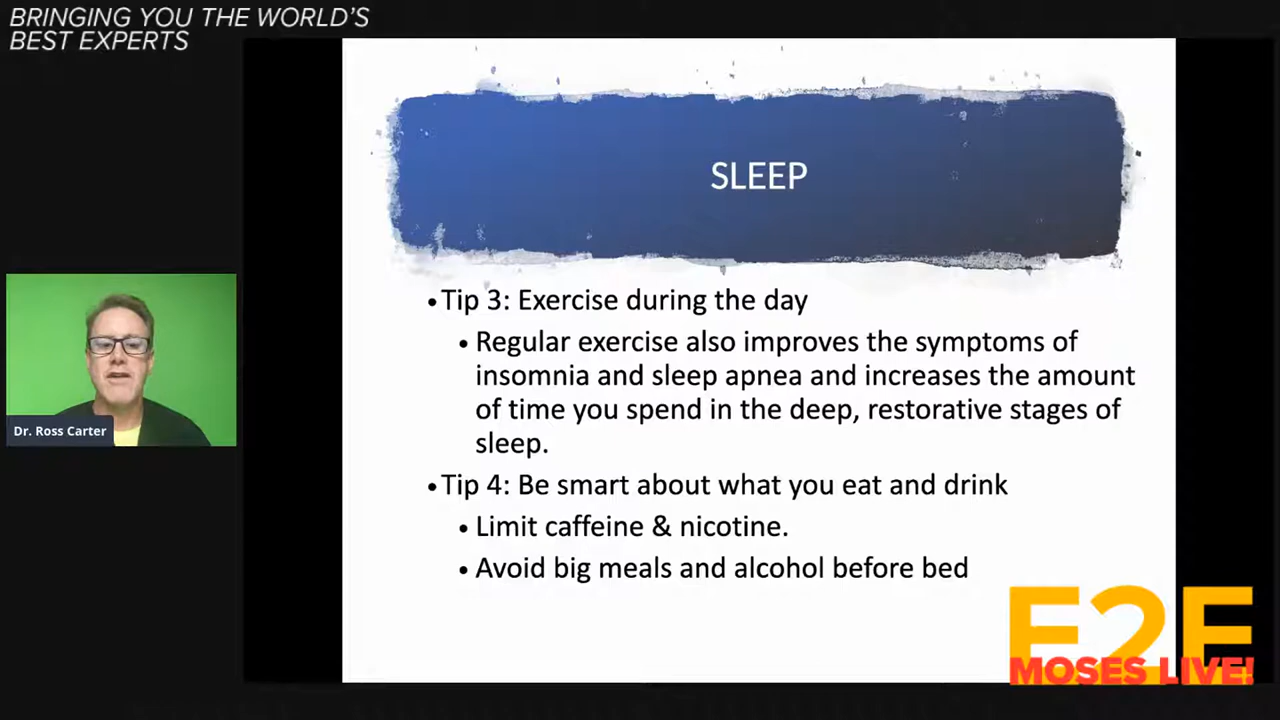 BRINGING YOU THE WORLD'S
BEST EXPERTS
SLEEP
•Tip 3: Exercise during the day
•Regular exercise also improves the symptoms of
insomnia and sleep apnea and increases the amount
of time you spend in the deep, restorative stages of
sleep.
•Tip 4: Be smart about what you eat and drink
•Limit caffeine & nicotine.
•Avoid big meals and alcohol before bed
Dr. Ross Carter
E2E
MOSES LIVE!